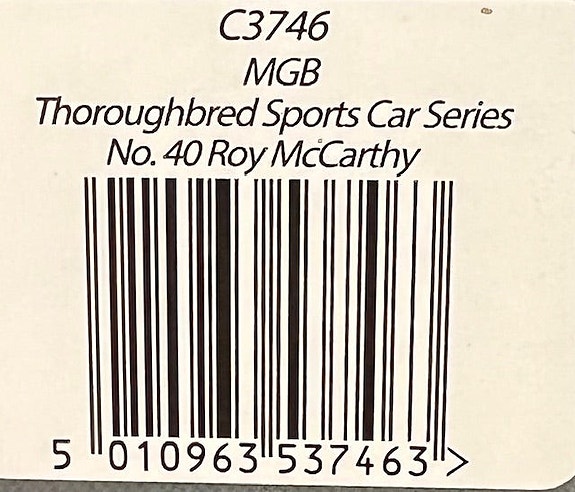 C3746
MGB
Thoroughbred Sports Car Series
No. 40 Roy McCarthy
5 010963 537463 >